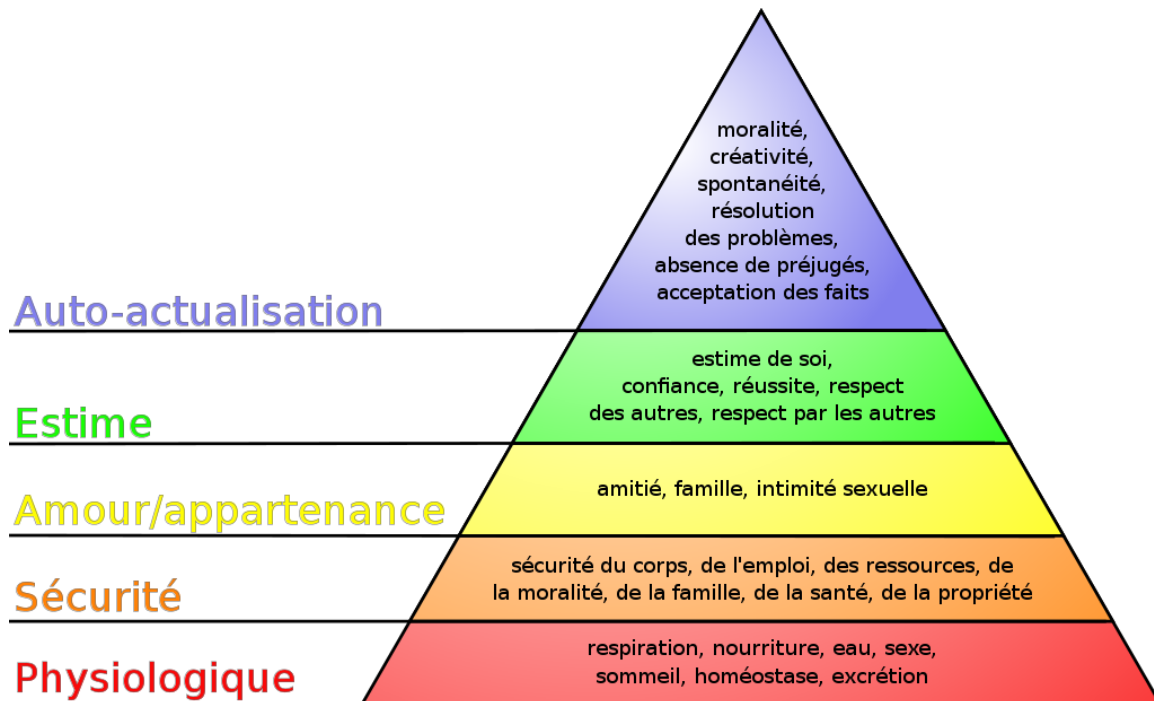 moralité,
créativité,
spontanéité,
résolution
des problèmes,
absence de préjugés,
acceptation des faits
Auto-actualisation
estime de soi,
confiance, réussite, respect
des autres, respect par les autres
Estime
amitié, famille, intimité sexuelle
Amour/appartenance
sécurité du corps, de l'emploi, des ressources, de
la moralité, de la famille, de la santé, de la propriété
Sécurité
respiration, nourriture, eau, sexe,
sommeil, homéostase, excrétion
Physiologique